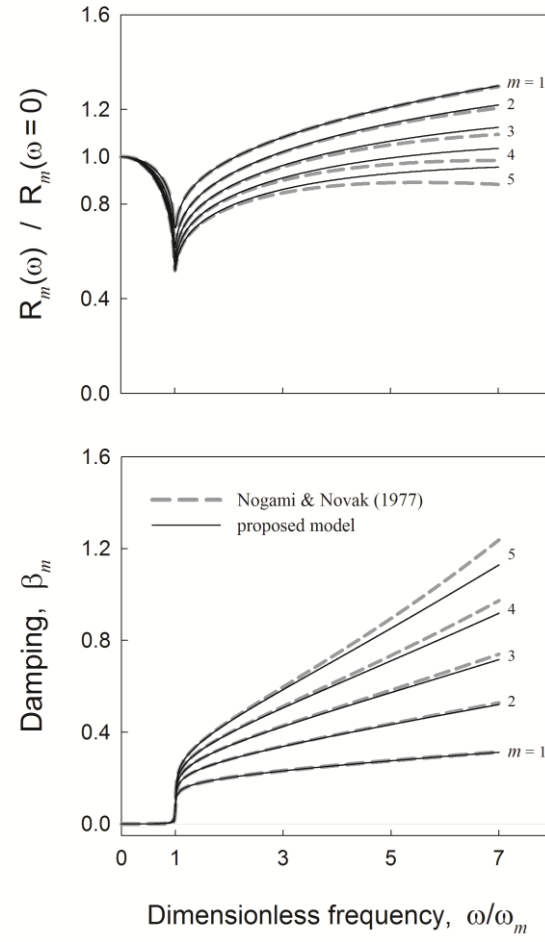 1.6
1.2
0.8
0.4
0.0
R_m(ω) / R_m(ω = 0)
m = 1
2
3
4
5
1.6
1.2
0.8
0.4
0.0
Damping, β_m
Nogami & Novak (1977)
proposed model
5
4
3
2
m = 1
0 1 3 5 7
Dimensionless frequency, ω/ω_m